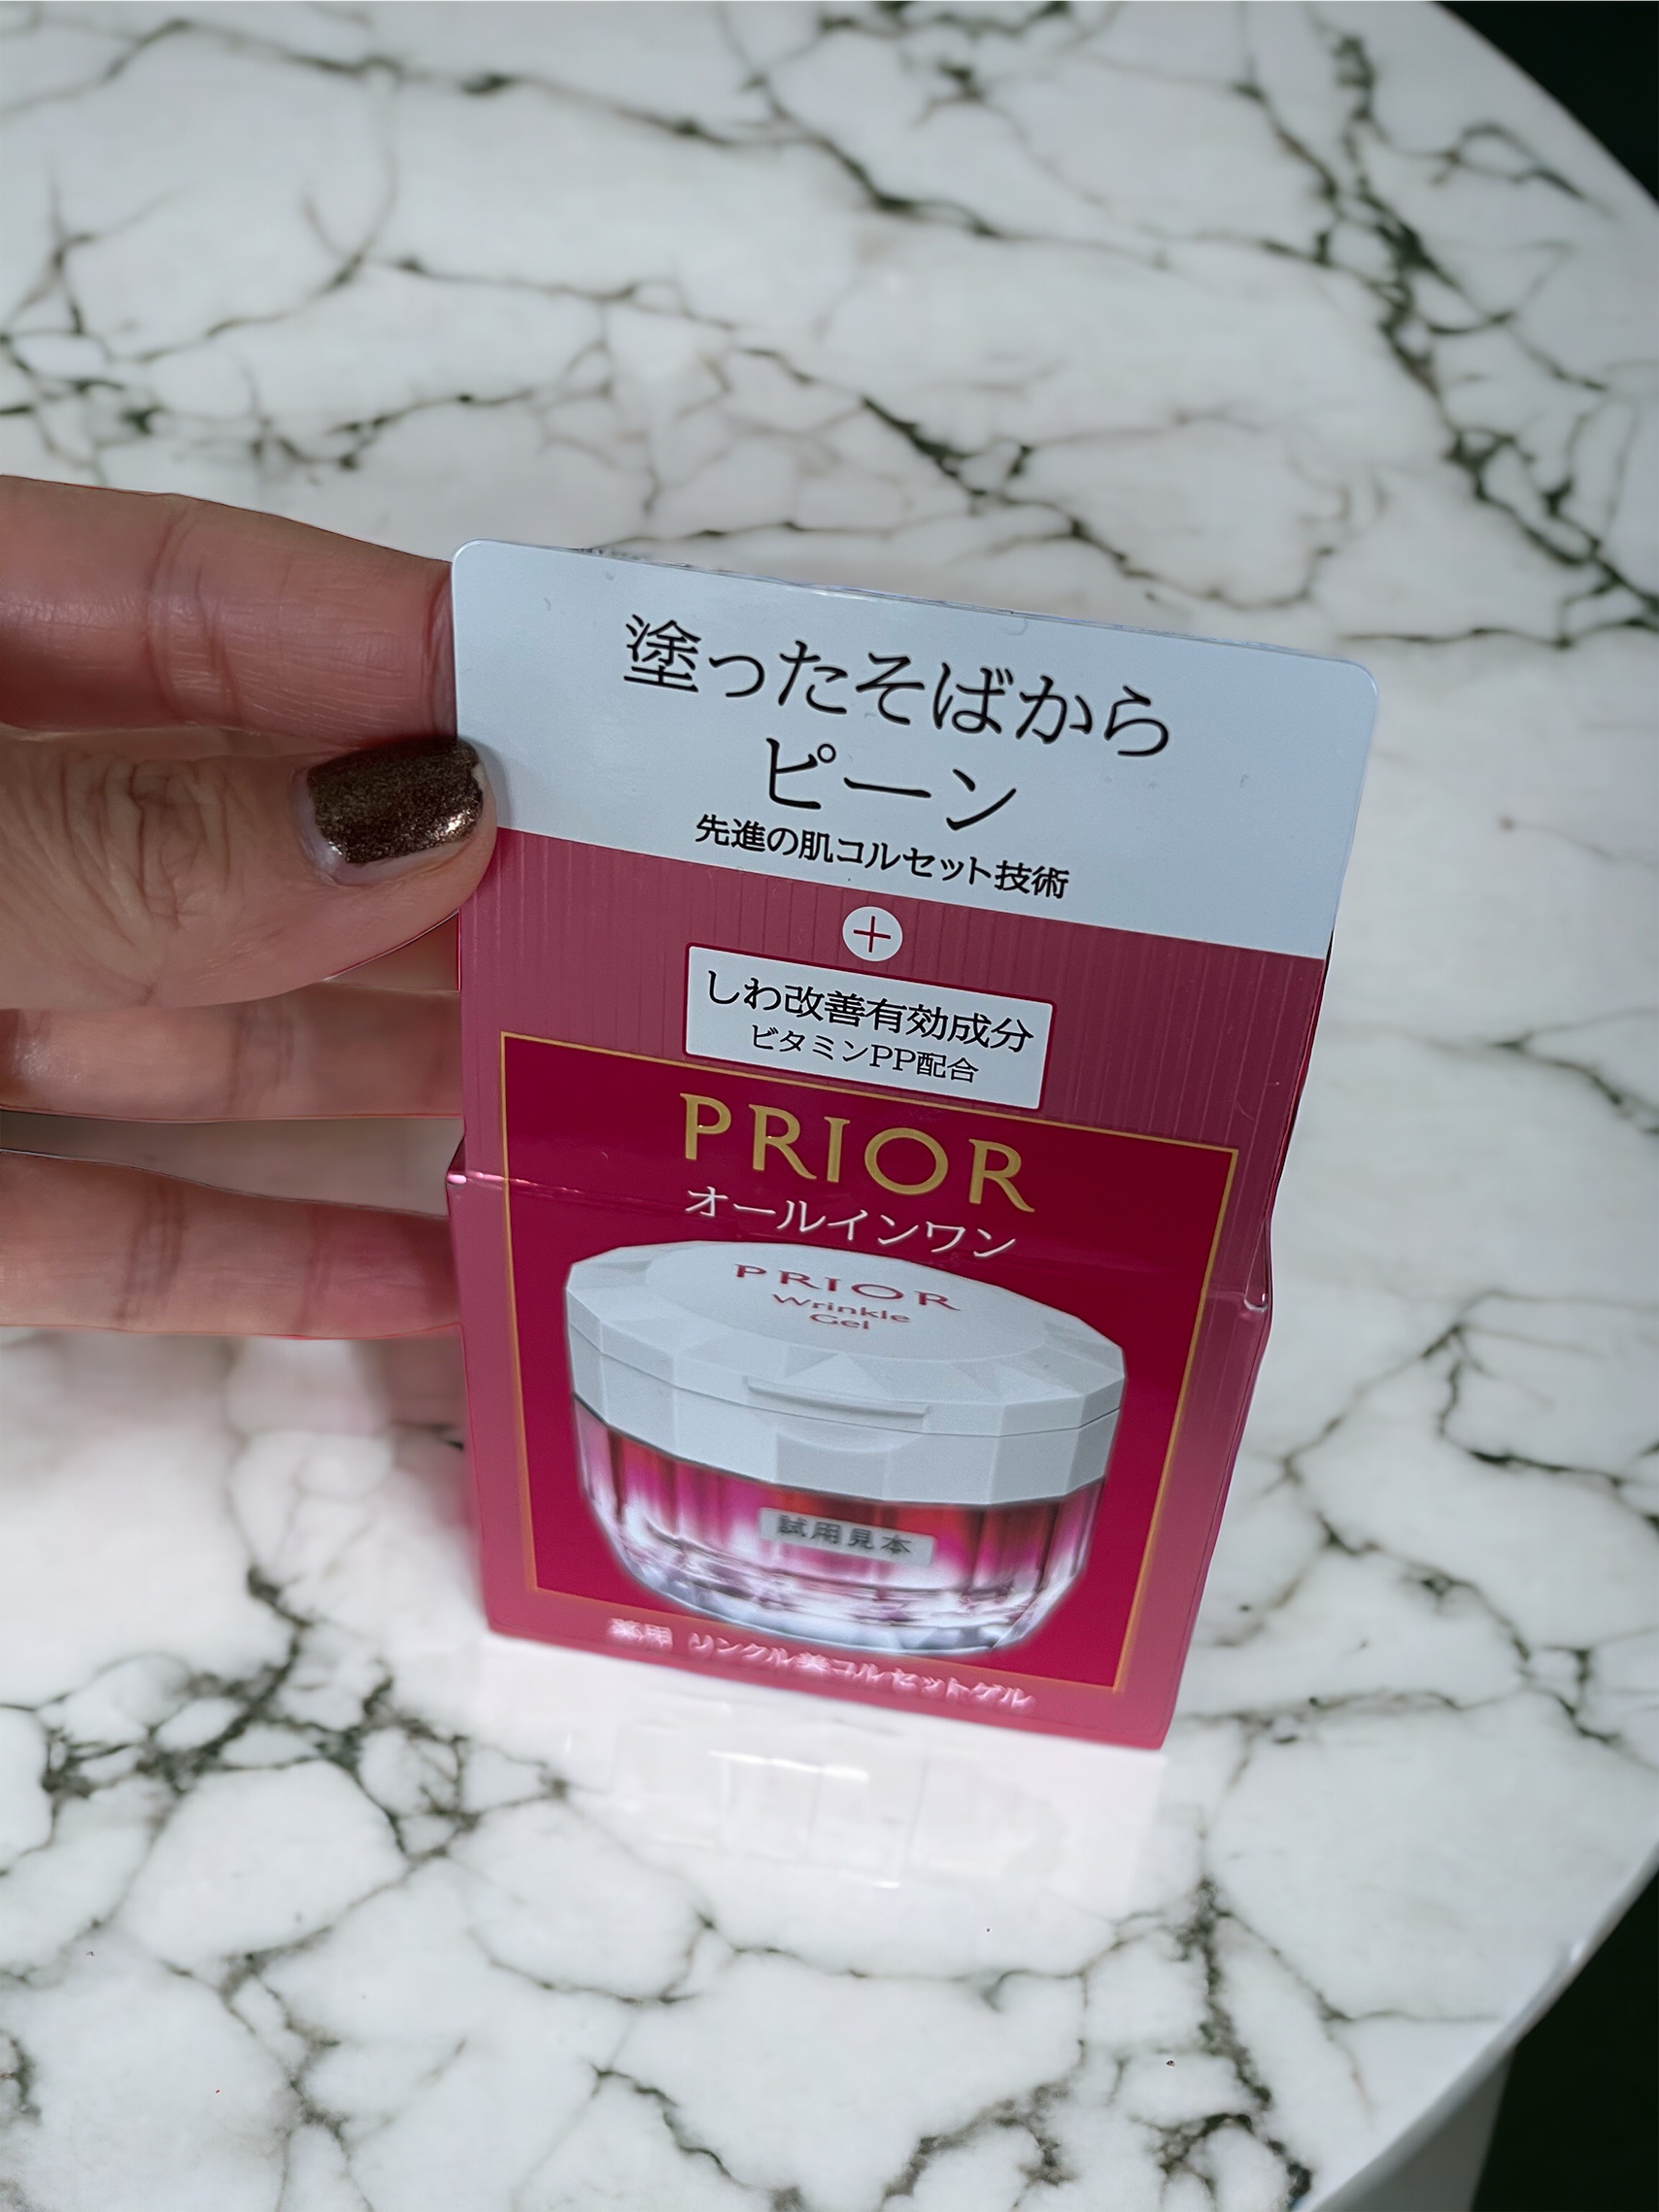 塗ったそばから
ピーン
先進の肌コルセット技術
+
しわ改善有効成分
ビタミンPP配合
PRIOR
オールインワン
PRIOR
Wrinkle
Gel
試用見本
薬用 リンクル美コルセットゲル